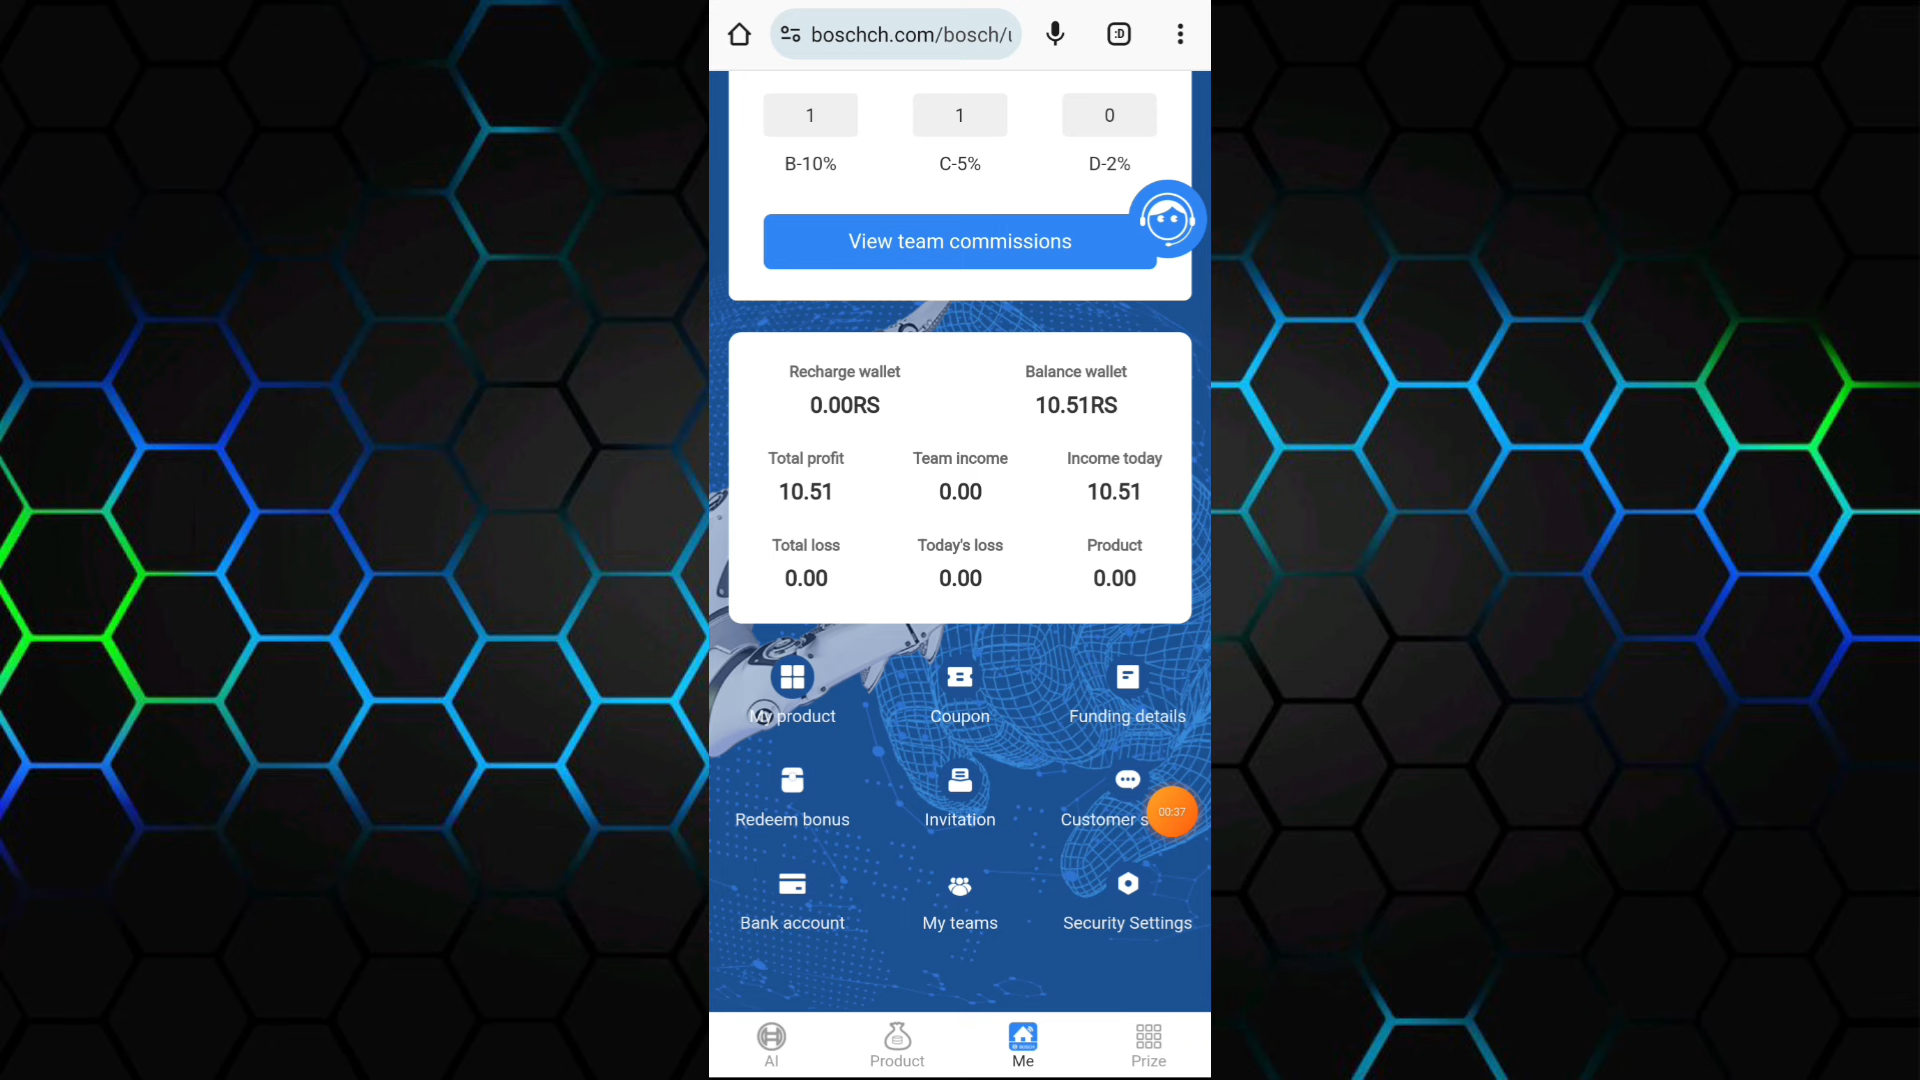 boschch.com/bosch/u
:D
1 1 0
B-10% C-5% D-2%
View team commissions
Recharge wallet Balance wallet
0.00RS 10.51RS
Total profit Team income Income today
10.51 0.00 10.51
Total loss Today's loss Product
0.00 0.00 0.00
My product Coupon Funding details
Redeem bonus Invitation Customer s
00:37
Bank account My teams Security Settings
AI Product Me Prize